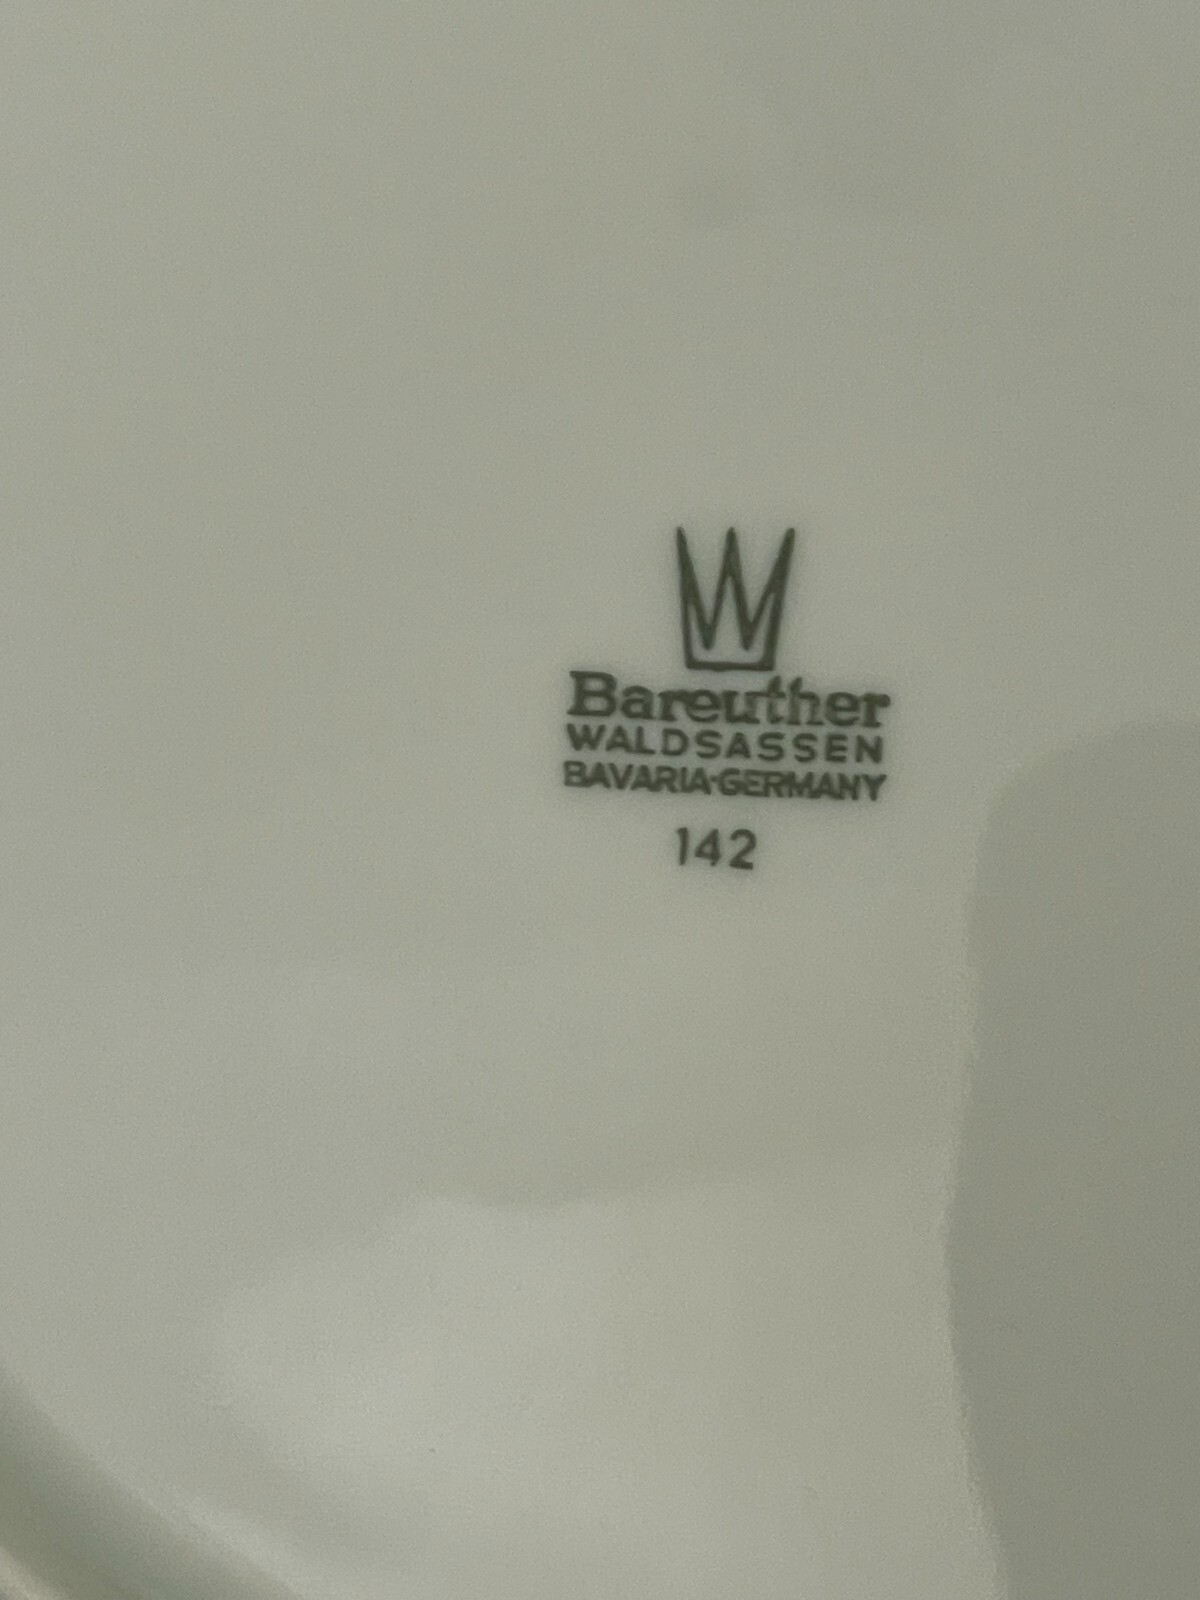 Bareuther
WALDSASSEN
BAVARIA·GERMANY
142